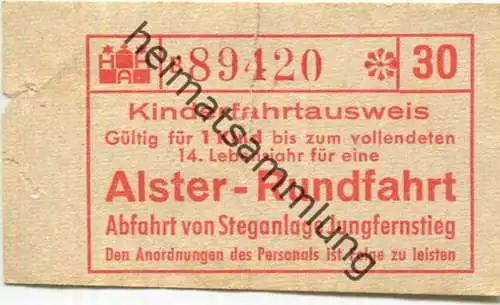 89420
30
Kinderfahrtausweis
Gültig für 1 Kind bis zum vollendeten
14. Lebensjahr für eine
Alster-Rundfahrt
Abfahrt von Steganlage Jungfernstieg
Den Anordnungen des Personals ist Folge zu leisten
heimatsammlung